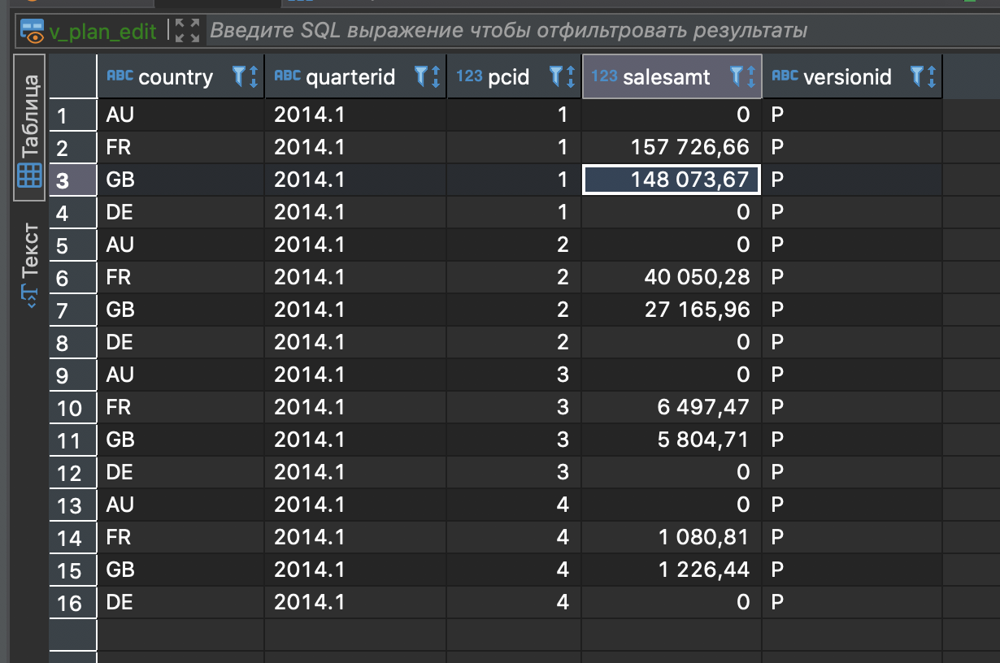 v_plan_edit Введите SQL выражение чтобы отфильтровать результаты
ABC country ABC quarterid 123 pcid 123 salesamt ABC versionid
1 AU 2014.1 1 0 P
2 FR 2014.1 1 157 726,66 P
3 GB 2014.1 1 148 073,67 P
4 DE 2014.1 1 0 P
5 AU 2014.1 2 0 P
6 FR 2014.1 2 40 050,28 P
7 GB 2014.1 2 27 165,96 P
8 DE 2014.1 2 0 P
9 AU 2014.1 3 0 P
10 FR 2014.1 3 6 497,47 P
11 GB 2014.1 3 5 804,71 P
12 DE 2014.1 3 0 P
13 AU 2014.1 4 0 P
14 FR 2014.1 4 1 080,81 P
15 GB 2014.1 4 1 226,44 P
16 DE 2014.1 4 0 P
Таблица
Текст